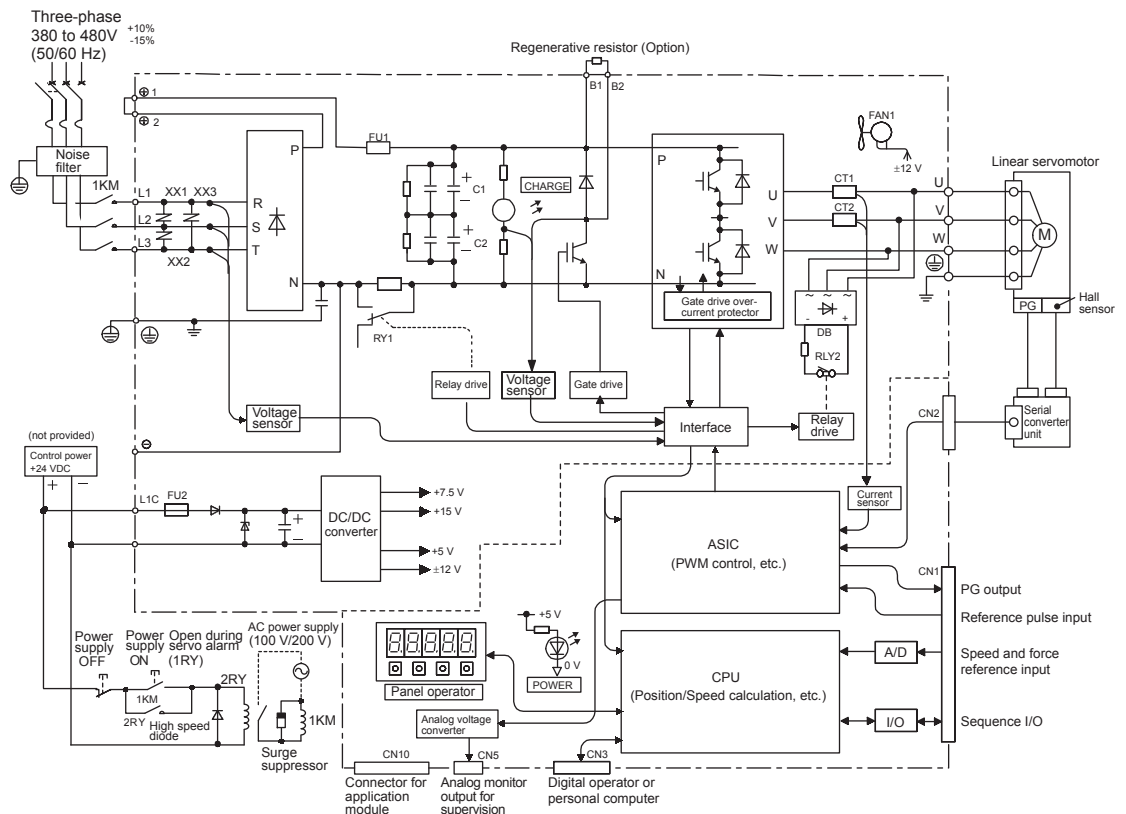 Three-phase
380 to 480V +10%
-15%
(50/60 Hz)
Regenerative resistor (Option)
B1 B2
⊕ 1
⊕ 2
FU1
FAN1
±12 V
Linear servomotor
Noise
filter
1KM
L1
L2
L3
XX1 XX3
XX2
P
R
S
T
N
C1
C2
CHARGE
P
N
U
V
W
Gate drive over-
current protector
CT1
CT2
U
V
W
M
PG
Hall
sensor
~ ~ ~
- +
DB
RLY2
RY1
Relay drive
Voltage
sensor
Gate drive
Voltage
sensor
Interface
Relay
drive
CN2
Serial
converter
unit
(not provided)
Control power
+24 VDC
+ −
⊖
L1C
FU2
+
−
DC/DC
converter
+7.5 V
+15 V
+5 V
±12 V
Current
sensor
ASIC
(PWM control, etc.)
CN1
PG output
Reference pulse input
A/D
Speed and force
reference input
CPU
(Position/Speed calculation, etc.)
I/O
Sequence I/O
+5 V
0 V
POWER
8.8.8.8.8.
Panel operator
Analog voltage
converter
Power
supply
OFF
Power
supply
ON
Open during
servo alarm
(1RY)
AC power supply
(100 V/200 V)
1KM
2RY
High speed
diode
2RY
1KM
Surge
suppressor
CN10
CN5
CN3
Connector for
application
module
Analog monitor
output for
supervision
Digital operator or
personal computer